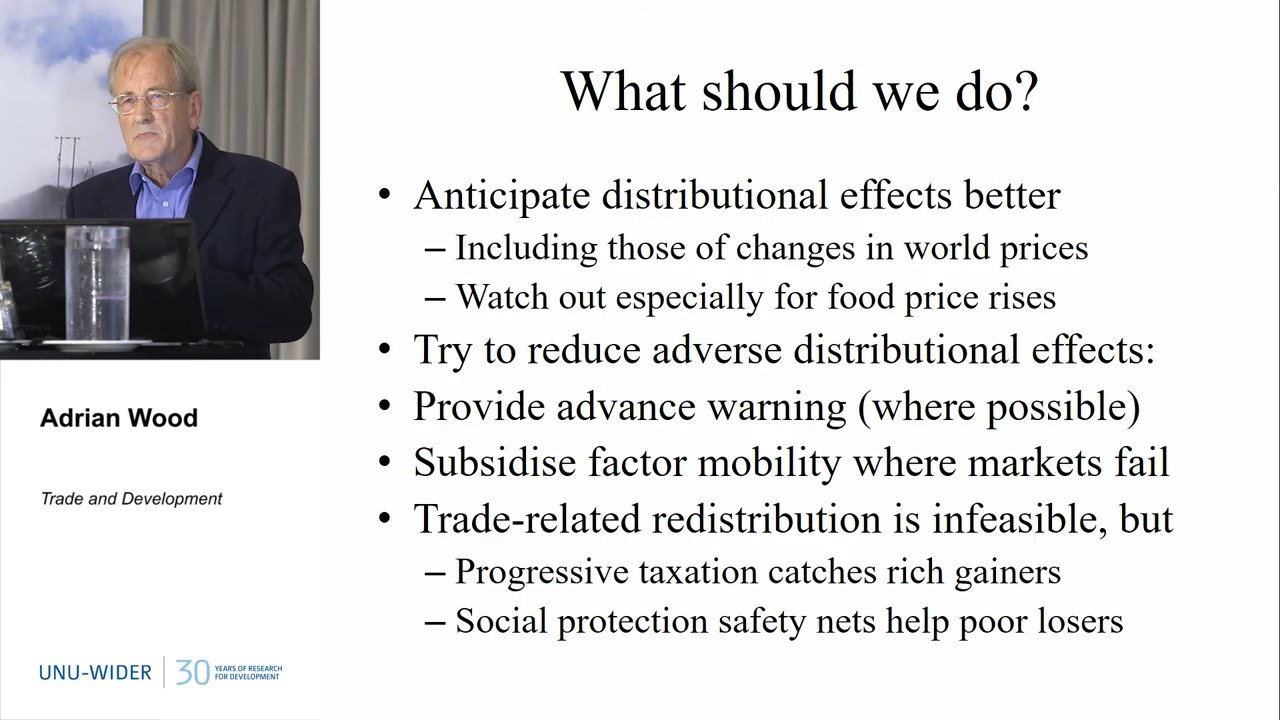 What should we do?
• Anticipate distributional effects better
– Including those of changes in world prices
– Watch out especially for food price rises
• Try to reduce adverse distributional effects:
• Provide advance warning (where possible)
• Subsidise factor mobility where markets fail
• Trade-related redistribution is infeasible, but
– Progressive taxation catches rich gainers
– Social protection safety nets help poor losers
Adrian Wood
Trade and Development
UNU-WIDER
30 YEARS OF RESEARCH
FOR DEVELOPMENT